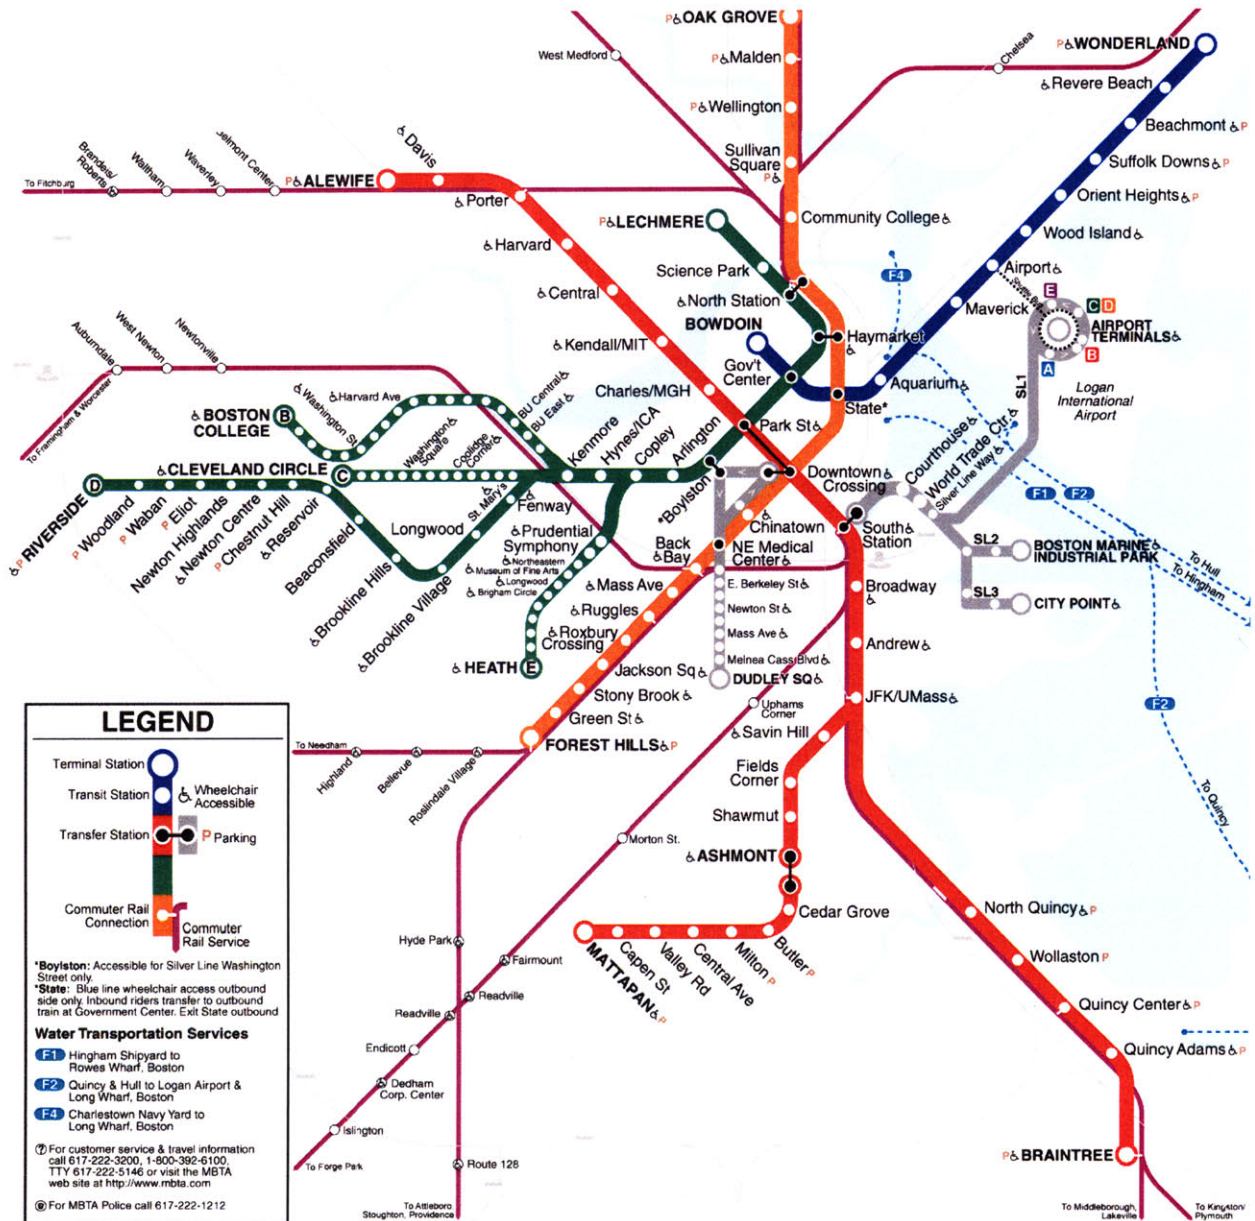 OAK GROVE
West Medford
Malden
Wellington
Sullivan
Square
Community College
WONDERLAND
Chelsea
Revere Beach
Beachmont P
Suffolk Downs P
Orient Heights P
Wood Island
Airport
Shuttle Bus
Maverick
Aquarium
State*
BOWDOIN
To Fitchburg
Brandeis/
Roberts
Waltham
Waverley
Belmont Center
P ALEWIFE
Davis
Porter
Harvard
Central
Kendall/MIT
Charles/MGH
Park St
Downtown
Crossing
South
Station
Broadway
Andrew
JFK/UMass
P LECHMERE
Science Park
North Station
Haymarket
Gov't
Center
F4
E
C D
B
A
AIRPORT
TERMINALS
Logan
International
Airport
SL1
Courthouse
World Trade Ctr.
Silver Line Way
SL2
BOSTON MARINE
INDUSTRIAL PARK
SL3
CITY POINT
F1
F2
To Hull
To Hingham
F2
To Quincy
Auburndale
West Newton
Newtonville
To Framingham & Worcester
BOSTON
COLLEGE
B
Washington St
Harvard Ave
BU Central
BU East
CLEVELAND CIRCLE
C
Washington
Square
Coolidge
Corner
St. Mary's
Kenmore
Hynes/ICA
Copley
Arlington
*Boylston
D
P RIVERSIDE
P Woodland
P Waban
P Eliot
Newton Highlands
Newton Centre
P Chestnut Hill
Reservoir
Beaconsfield
Brookline Hills
Brookline Village
Longwood
Fenway
Prudential
Symphony
Northeastern
Museum of Fine Arts
Longwood
Brigham Circle
HEATH E
Chinatown
Back
Bay
NE Medical
Center
Mass Ave
Ruggles
Roxbury
Crossing
Jackson Sq
Stony Brook
Green St
FOREST HILLS P
E. Berkeley St
Newton St
Mass Ave
Melnea Cass Blvd
DUDLEY SQ
Uphams
Corner
Savin Hill
Fields
Corner
Shawmut
ASHMONT
Cedar Grove
Butler P
Milton P
Central Ave
Valley Rd
Capen St
MATTAPAN P
North Quincy P
Wollaston P
Quincy Center P
Quincy Adams P
P BRAINTREE
To Middleborough,
Lakeville
To Kingston/
Plymouth
To Needham
Highland
Bellevue
Roslindale Village
Morton St.
Hyde Park
Fairmount
Readville
Readville
Endicott
Dedham
Corp. Center
Islington
To Forge Park
Route 128
To Attleboro
Stoughton, Providence
LEGEND
Terminal Station
Transit Station
Wheelchair
Accessible
Transfer Station
P Parking
Commuter Rail
Connection
Commuter
Rail Service
*Boylston: Accessible for Silver Line Washington
Street only.
*State: Blue line wheelchair access outbound
side only. Inbound riders transfer to outbound
train at Government Center. Exit State outbound
Water Transportation Services
F1 Hingham Shipyard to
Rowes Wharf, Boston
F2 Quincy & Hull to Logan Airport &
Long Wharf, Boston
F4 Charlestown Navy Yard to
Long Wharf, Boston
For customer service & travel information
call 617-222-3200, 1-800-392-6100,
TTY 617-222-5146 or visit the MBTA
web site at http://www.mbta.com
For MBTA Police call 617-222-1212